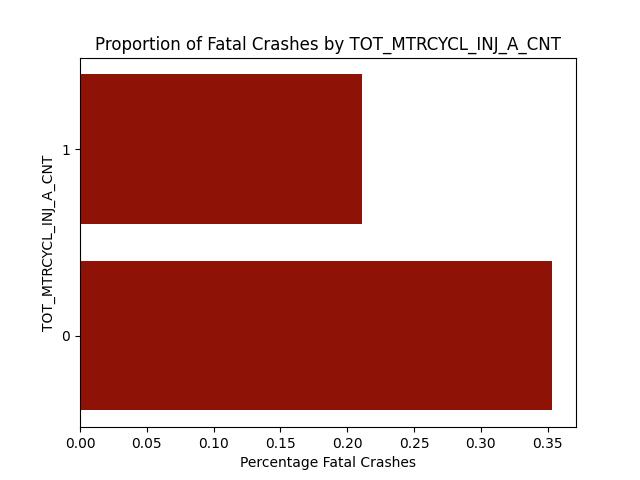 Proportion of Fatal Crashes by TOT_MTRCYCL_INJ_A_CNT
TOT_MTRCYCL_INJ_A_CNT
1
0
0.00 0.05 0.10 0.15 0.20 0.25 0.30 0.35
Percentage Fatal Crashes